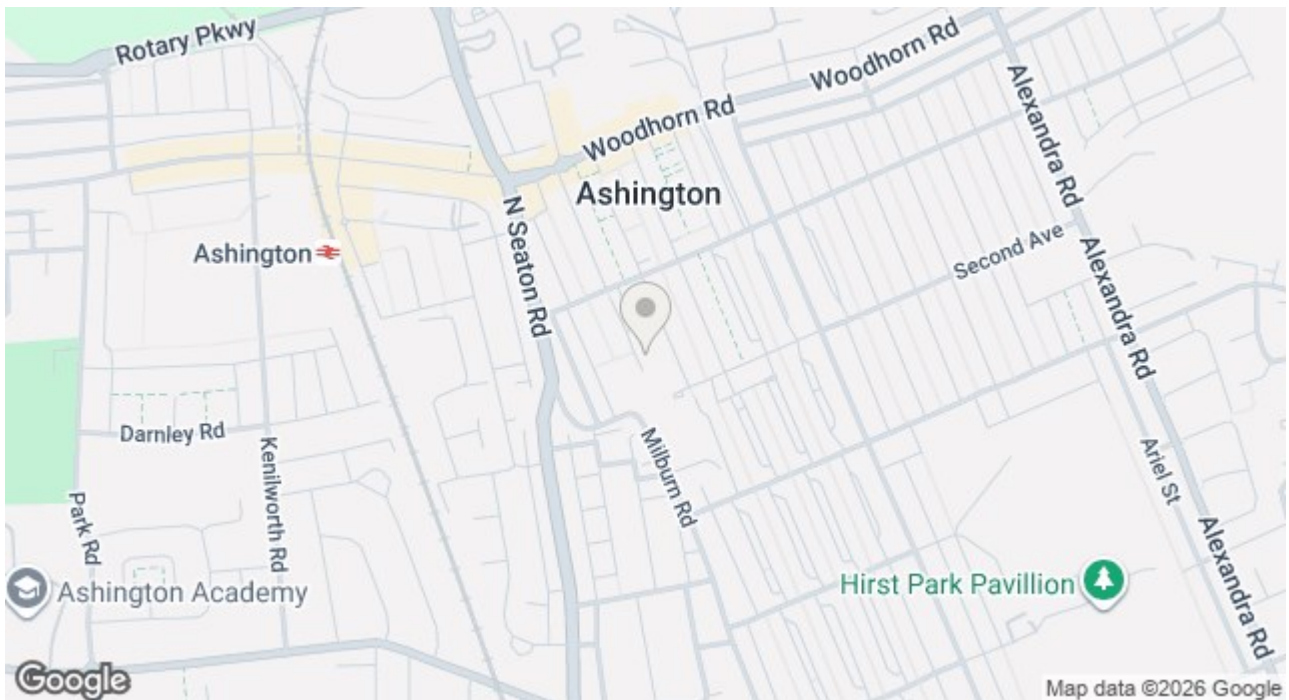 Rotary Pkwy
Woodhorn Rd
Woodhorn Rd
Alexandra Rd
Ashington
N Seaton Rd
Ashington
Second Ave
Alexandra Rd
Darnley Rd
Kenilworth Rd
Milburn Rd
Ariel St
Park Rd
Alexandra Rd
Ashington Academy
Hirst Park Pavillion
Google
Map data ©2026 Google